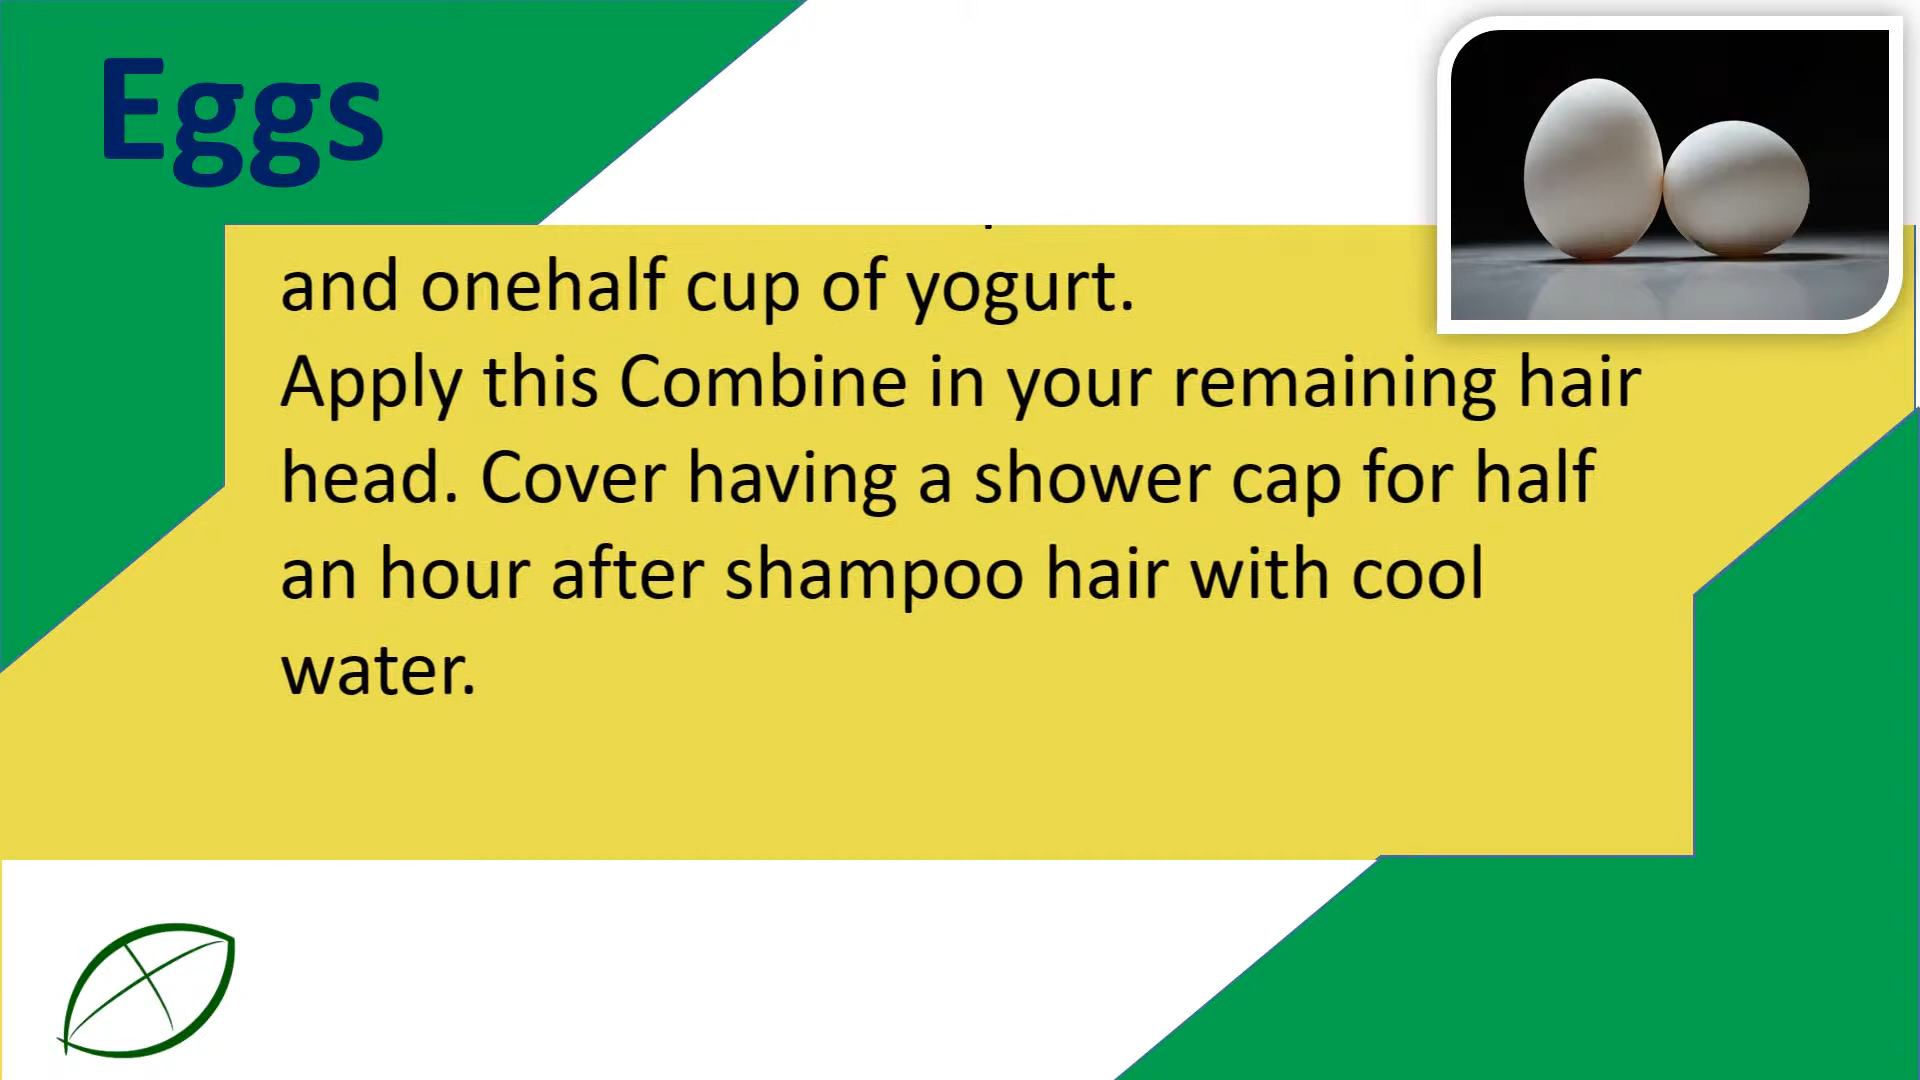 Eggs
and onehalf cup of yogurt.
Apply this Combine in your remaining hair
head. Cover having a shower cap for half
an hour after shampoo hair with cool
water.